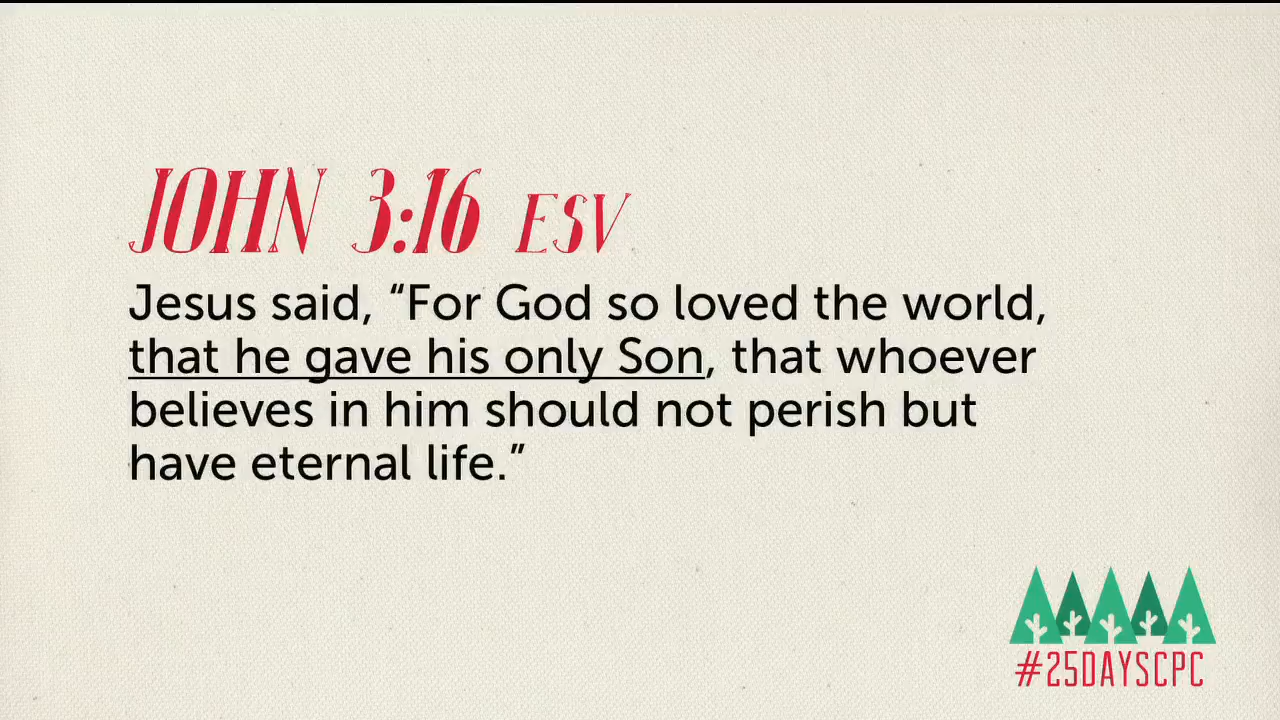 JOHN 3:16 ESV
Jesus said, “For God so loved the world,
that he gave his only Son, that whoever
believes in him should not perish but
have eternal life.”
#25DAYSCPC